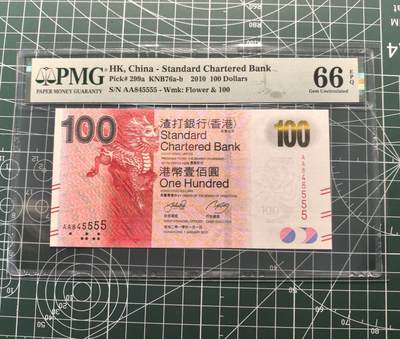 PMG
PAPER MONEY GUARANTY
HK, China - Standard Chartered Bank
Pick# 299a KNB76a-b 2010 100 Dollars
S/N AA845555 - Wmk: Flower & 100
66 EPQ
Gem Uncirculated
100
渣打銀行(香港)
Standard
Chartered Bank
港幣壹佰圓
One Hundred
100
AA845555
AA845555
100